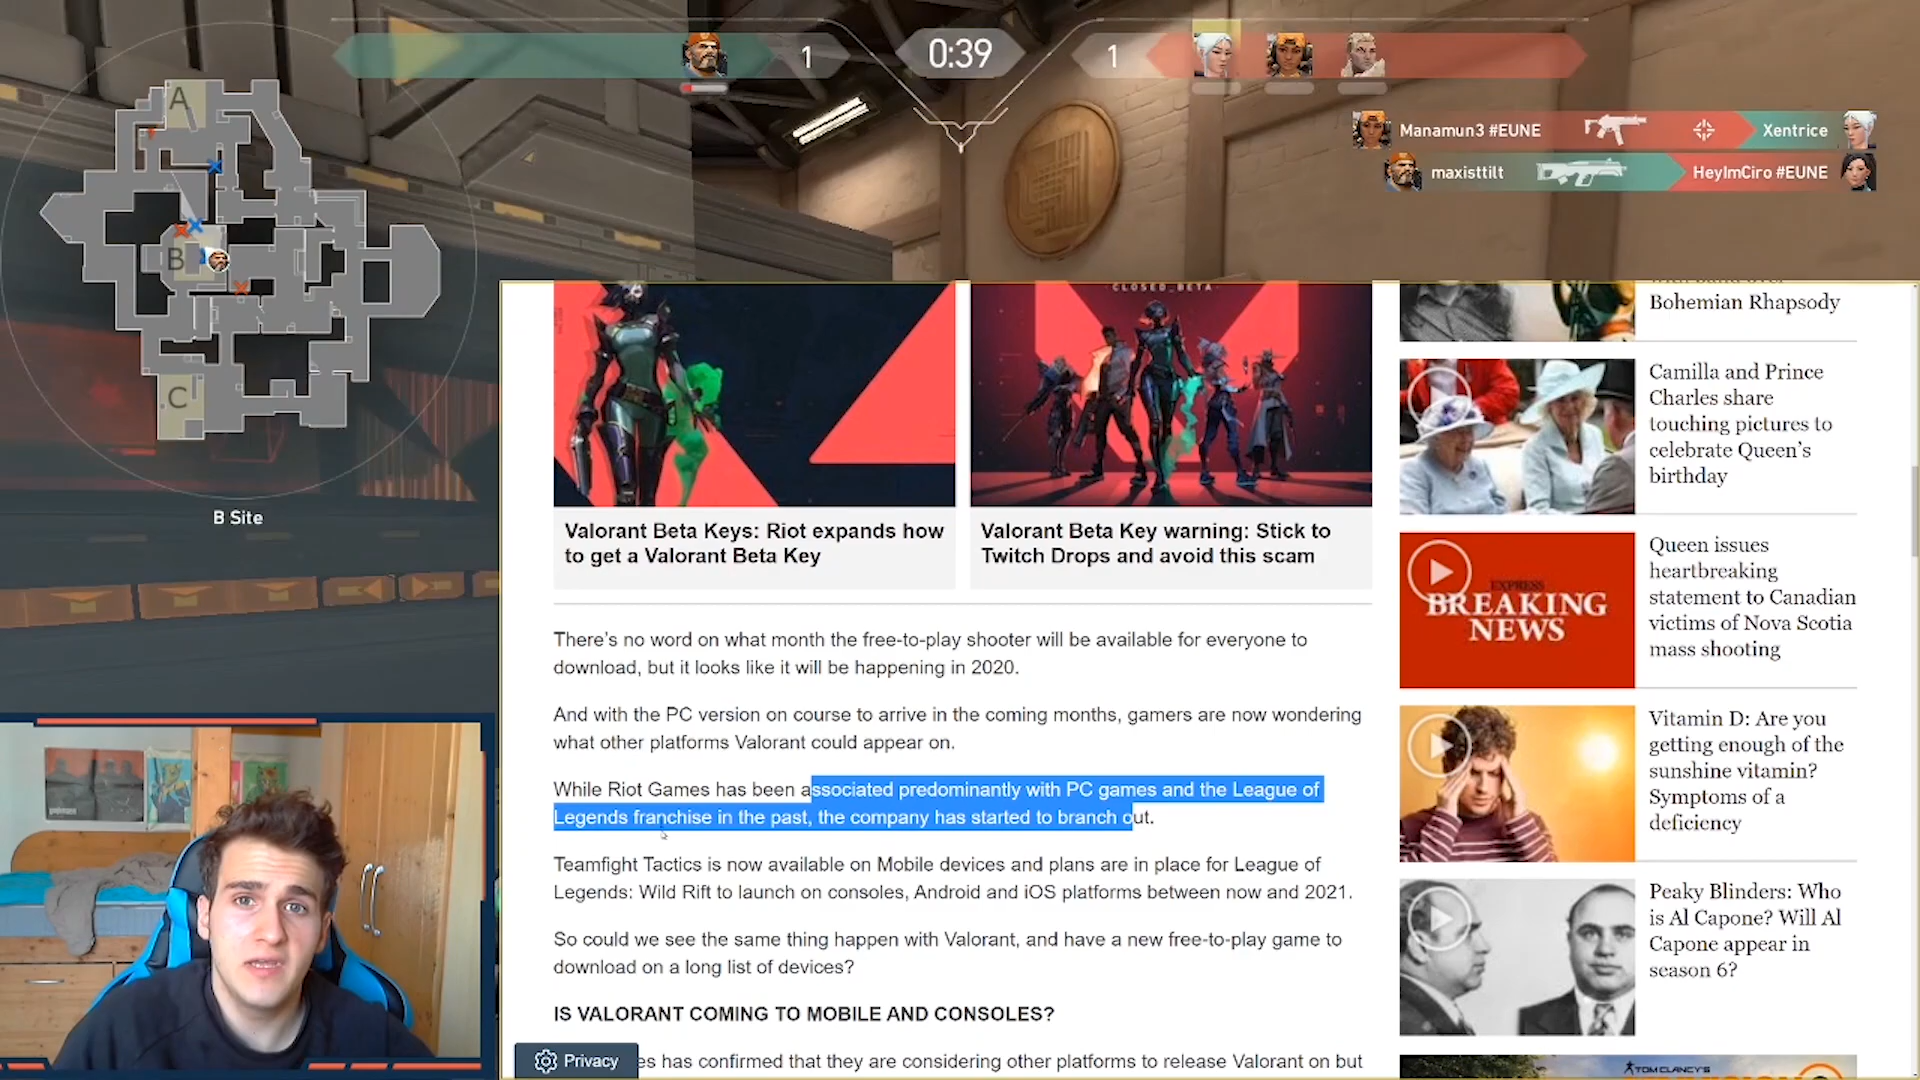 1
0:39
1
Manamun3 #EUNE
Xentrice
maxisttilt
HeyImCiro #EUNE
A
B
.C
B Site
CLOSED_BETA
Valorant Beta Keys: Riot expands how
to get a Valorant Beta Key
Valorant Beta Key warning: Stick to
Twitch Drops and avoid this scam
There's no word on what month the free-to-play shooter will be available for everyone to
download, but it looks like it will be happening in 2020.
And with the PC version on course to arrive in the coming months, gamers are now wondering
what other platforms Valorant could appear on.
While Riot Games has been associated predominantly with PC games and the League of
Legends franchise in the past, the company has started to branch out.
Teamfight Tactics is now available on Mobile devices and plans are in place for League of
Legends: Wild Rift to launch on consoles, Android and iOS platforms between now and 2021.
So could we see the same thing happen with Valorant, and have a new free-to-play game to
download on a long list of devices?
IS VALORANT COMING TO MOBILE AND CONSOLES?
Privacy
es has confirmed that they are considering other platforms to release Valorant on but
Bohemian Rhapsody
Camilla and Prince
Charles share
touching pictures to
celebrate Queen's
birthday
EXPRESS
BREAKING
NEWS
Queen issues
heartbreaking
statement to Canadian
victims of Nova Scotia
mass shooting
Vitamin D: Are you
getting enough of the
sunshine vitamin?
Symptoms of a
deficiency
Peaky Blinders: Who
is Al Capone? Will Al
Capone appear in
season 6?
TOM CLANCY'S